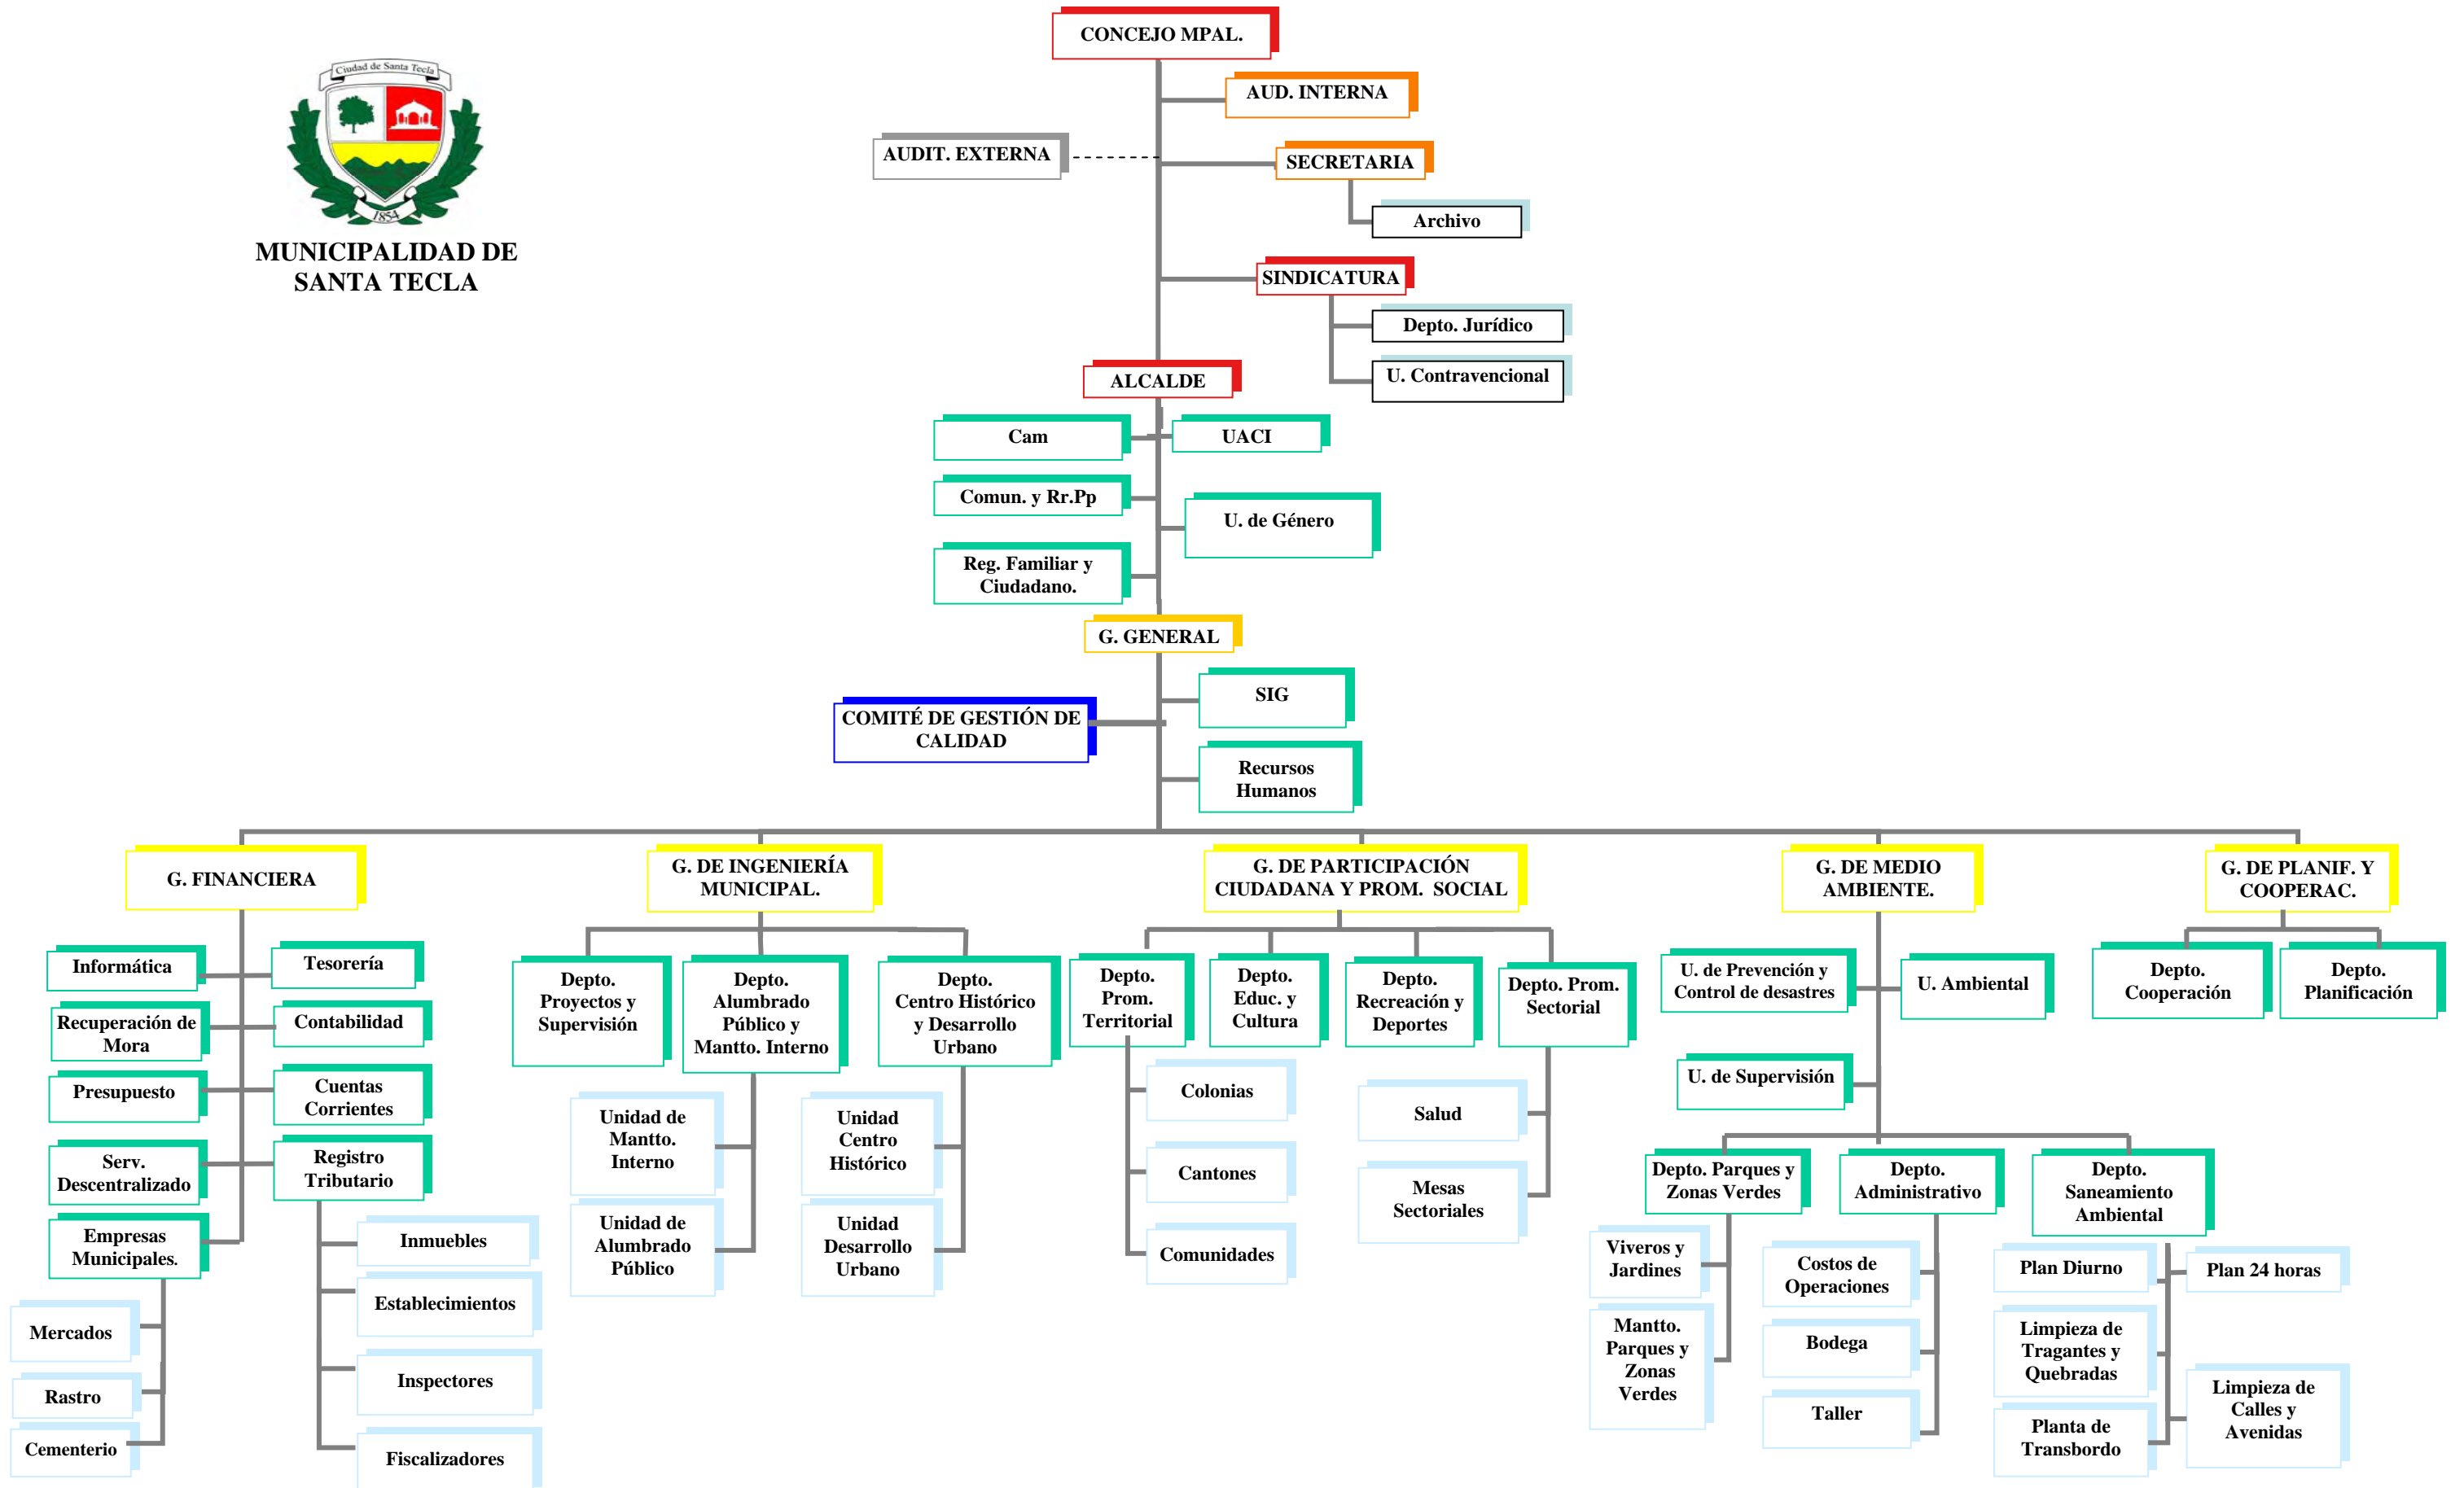 CONCEJO MPAL.
Ciudad de Santa Tecla
1854
MUNICIPALIDAD DE
SANTA TECLA
AUD. INTERNA
AUDIT. EXTERNA
SECRETARIA
Archivo
SINDICATURA
Depto. Jurídico
U. Contravencional
ALCALDE
Cam
UACI
Comun. y Rr.Pp
U. de Género
Reg. Familiar y
Ciudadano.
G. GENERAL
SIG
COMITÉ DE GESTIÓN DE
CALIDAD
Recursos
Humanos
G. FINANCIERA
G. DE INGENIERÍA
MUNICIPAL.
G. DE PARTICIPACIÓN
CIUDADANA Y PROM. SOCIAL
G. DE MEDIO
AMBIENTE.
G. DE PLANIF. Y
COOPERAC.
Informática
Tesorería
Recuperación de
Mora
Contabilidad
Presupuesto
Cuentas
Corrientes
Serv.
Descentralizado
Registro
Tributario
Empresas
Municipales.
Inmuebles
Establecimientos
Inspectores
Fiscalizadores
Mercados
Rastro
Cementerio
Depto.
Proyectos y
Supervisión
Depto.
Alumbrado
Público y
Mantto. Interno
Depto.
Centro Histórico
y Desarrollo
Urbano
Unidad de
Mantto.
Interno
Unidad de
Alumbrado
Público
Unidad
Centro
Histórico
Unidad
Desarrollo
Urbano
Depto.
Prom.
Territorial
Depto.
Educ. y
Cultura
Depto.
Recreación y
Deportes
Depto. Prom.
Sectorial
Colonias
Cantones
Comunidades
Salud
Mesas
Sectoriales
U. de Prevención y
Control de desastres
U. Ambiental
U. de Supervisión
Depto. Parques y
Zonas Verdes
Depto.
Administrativo
Depto.
Saneamiento
Ambiental
Viveros y
Jardines
Mantto.
Parques y
Zonas
Verdes
Costos de
Operaciones
Bodega
Taller
Plan Diurno
Plan 24 horas
Limpieza de
Tragantes y
Quebradas
Limpieza de
Calles y
Avenidas
Planta de
Transbordo
Depto.
Cooperación
Depto.
Planificación